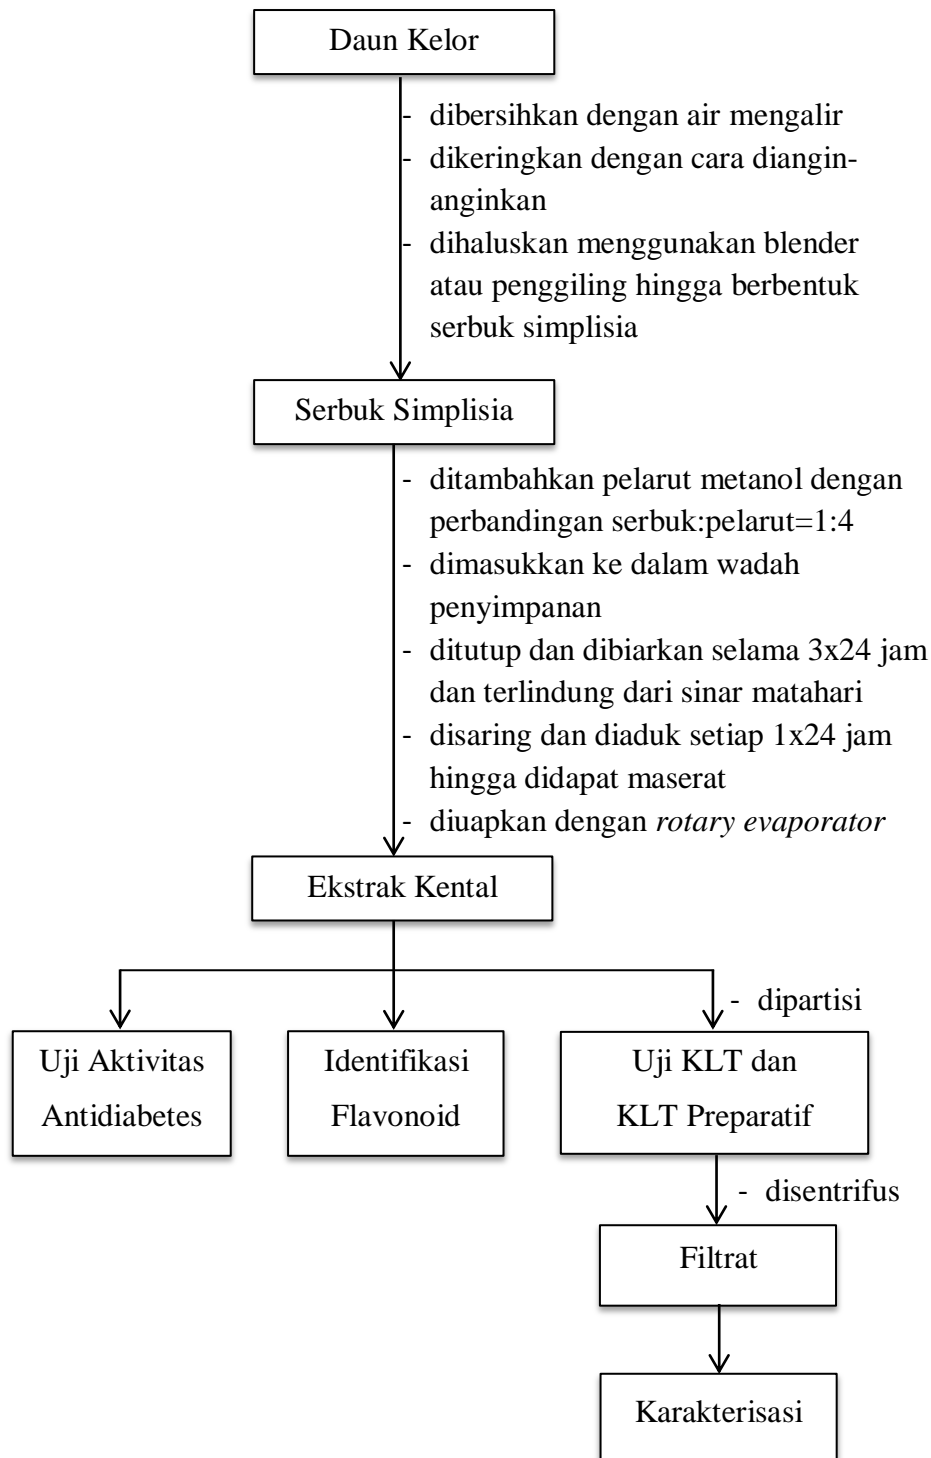 Daun Kelor
- dibersihkan dengan air mengalir
- dikeringkan dengan cara diangin-
anginkan
- dihaluskan menggunakan blender
atau penggiling hingga berbentuk
serbuk simplisia
Serbuk Simplisia
- ditambahkan pelarut metanol dengan
perbandingan serbuk:pelarut=1:4
- dimasukkan ke dalam wadah
penyimpanan
- ditutup dan dibiarkan selama 3x24 jam
dan terlindung dari sinar matahari
- disaring dan diaduk setiap 1x24 jam
hingga didapat maserat
- diuapkan dengan rotary evaporator
Ekstrak Kental
- dipartisi
Uji Aktivitas
Antidiabetes
Identifikasi
Flavonoid
Uji KLT dan
KLT Preparatif
- disentrifus
Filtrat
Karakterisasi